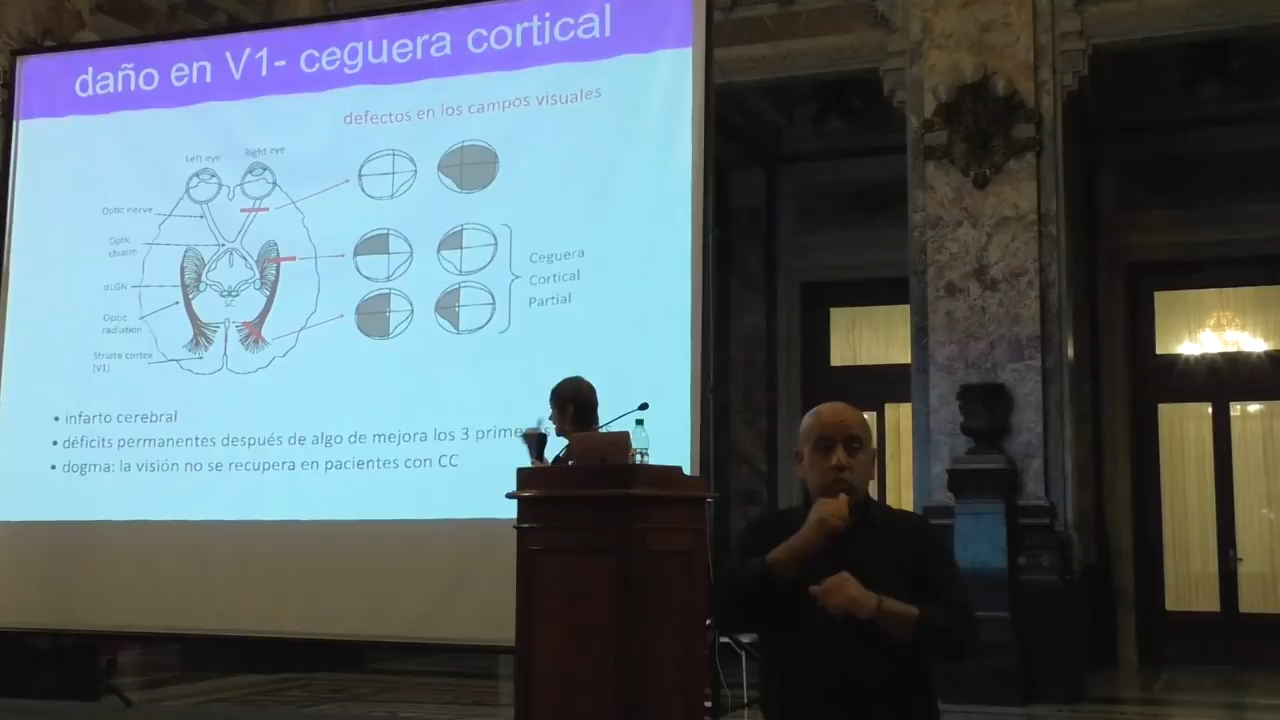 daño en V1- ceguera cortical
defectos en los campos visuales
Left eye
Right eye
Optic nerve
Optic
chiasm
dLGN
SC
Optic
radiation
Striate cortex
(V1)
Ceguera
Cortical
Partial
• infarto cerebral
• déficits permanentes después de algo de mejora los 3
• dogma: la visión no se recupera en pacientes con CC